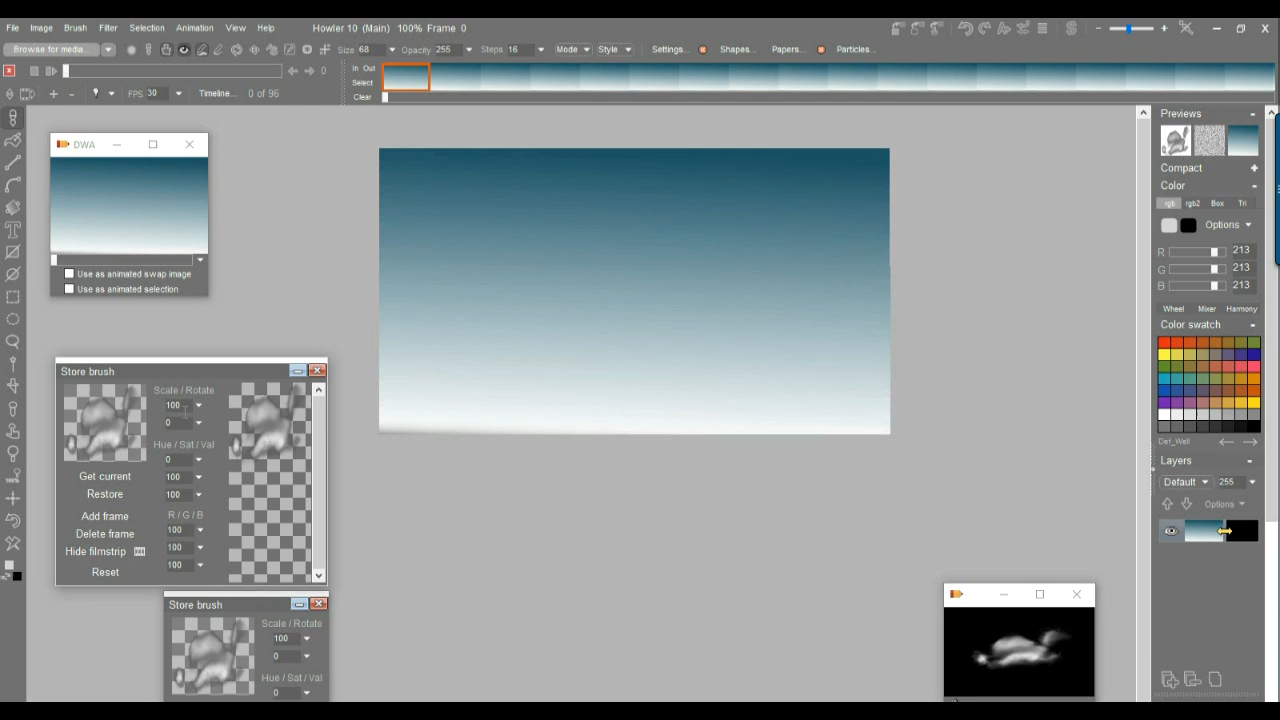 File Image Brush Filter Selection Animation View Help Howler 10 (Main) 100% Frame 0
Browse for media... Size 68 Opacity 255 Steps 16 Mode Style Settings... Shapes... Papers... Particles...
0 In Out
Select
FPS 30 Timeline... 0 of 96 Clear
DWA
Use as animated swap image
Use as animated selection
Store brush
Scale / Rotate
100
0
Hue / Sat / Val
0
Get current 100
Restore 100
Add frame R / G / B
Delete frame 100
Hide filmstrip 100
Reset 100
Store brush
Scale / Rotate
100
0
Hue / Sat / Val
0
100%
Previews
Compact
Color
rgb rgb2 Box Tri
Options
R 213
G 213
B 213
Wheel Mixer Harmony
Color swatch
Def_Well
Layers
Default 255
Options